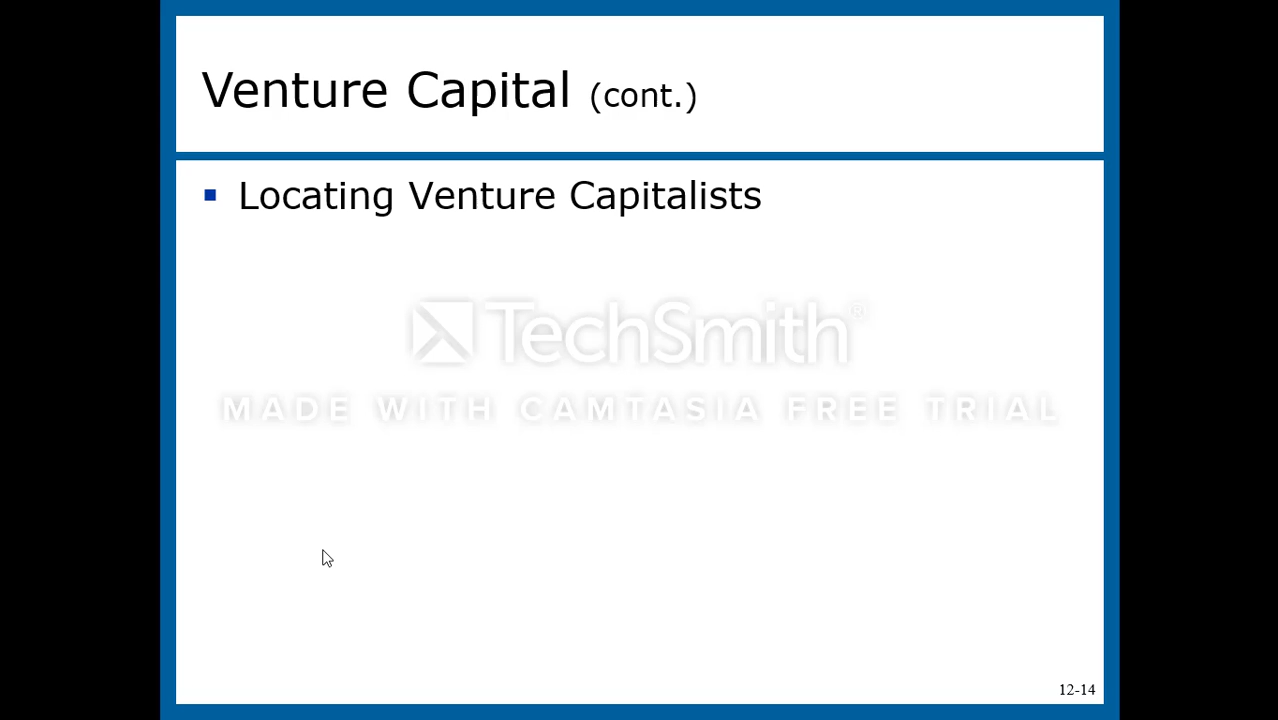 Venture Capital (cont.)
Locating Venture Capitalists
TechSmith®
MADE WITH CAMTASIA FREE TRIAL
12-14